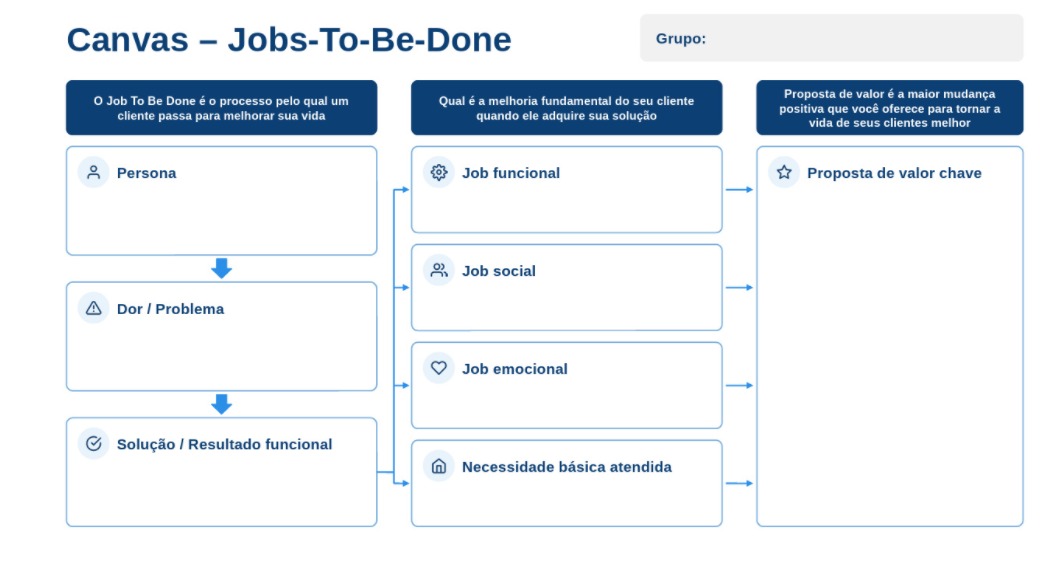 Canvas – Jobs-To-Be-Done
Grupo:
O Job To Be Done é o processo pelo qual um
cliente passa para melhorar sua vida
Qual é a melhoria fundamental do seu cliente
quando ele adquire sua solução
Proposta de valor é a maior mudança
positiva que você oferece para tornar a
vida de seus clientes melhor
Persona
Dor / Problema
Solução / Resultado funcional
Job funcional
Job social
Job emocional
Necessidade básica atendida
Proposta de valor chave